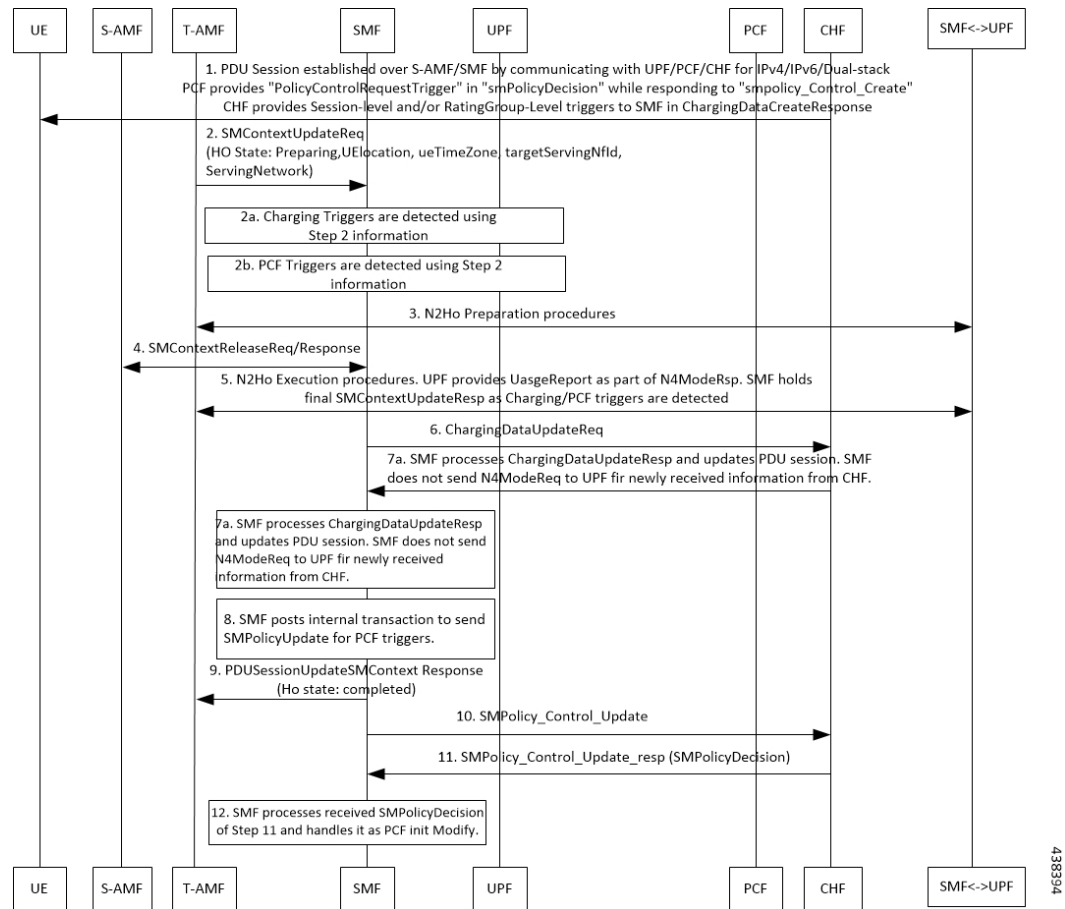 UE S-AMF T-AMF SMF UPF PCF CHF SMF<->UPF
1. PDU Session established over S-AMF/SMF by communicating with UPF/PCF/CHF for IPv4/IPv6/Dual-stack
PCF provides "PolicyControlRequestTrigger" in "smPolicyDecision" while responding to "smpolicy_Control_Create"
CHF provides Session-level and/or RatingGroup-Level triggers to SMF in ChargingDataCreateResponse
2. SMContextUpdateReq
(HO State: Preparing,UElocation, ueTimeZone, targetServingNfId,
ServingNetwork)
2a. Charging Triggers are detected using
Step 2 information
2b. PCF Triggers are detected using Step 2
information
3. N2Ho Preparation procedures
4. SMContextReleaseReq/Response
5. N2Ho Execution procedures. UPF provides UasgeReport as part of N4ModeRsp. SMF holds
final SMContextUpdateResp as Charging/PCF triggers are detected
6. ChargingDataUpdateReq
7a. SMF processes ChargingDataUpdateResp and updates PDU session. SMF
does not send N4ModeReq to UPF fir newly received information from CHF.
7a. SMF processes ChargingDataUpdateResp
and updates PDU session. SMF does not send
N4ModeReq to UPF fir newly received
information from CHF.
8. SMF posts internal transaction to send
SMPolicyUpdate for PCF triggers.
9. PDUSessionUpdateSMContext Response
(Ho state: completed)
10. SMPolicy_Control_Update
11. SMPolicy_Control_Update_resp (SMPolicyDecision)
12. SMF processes received SMPolicyDecision
of Step 11 and handles it as PCF init Modify.
UE S-AMF T-AMF SMF UPF PCF CHF SMF<->UPF
438394